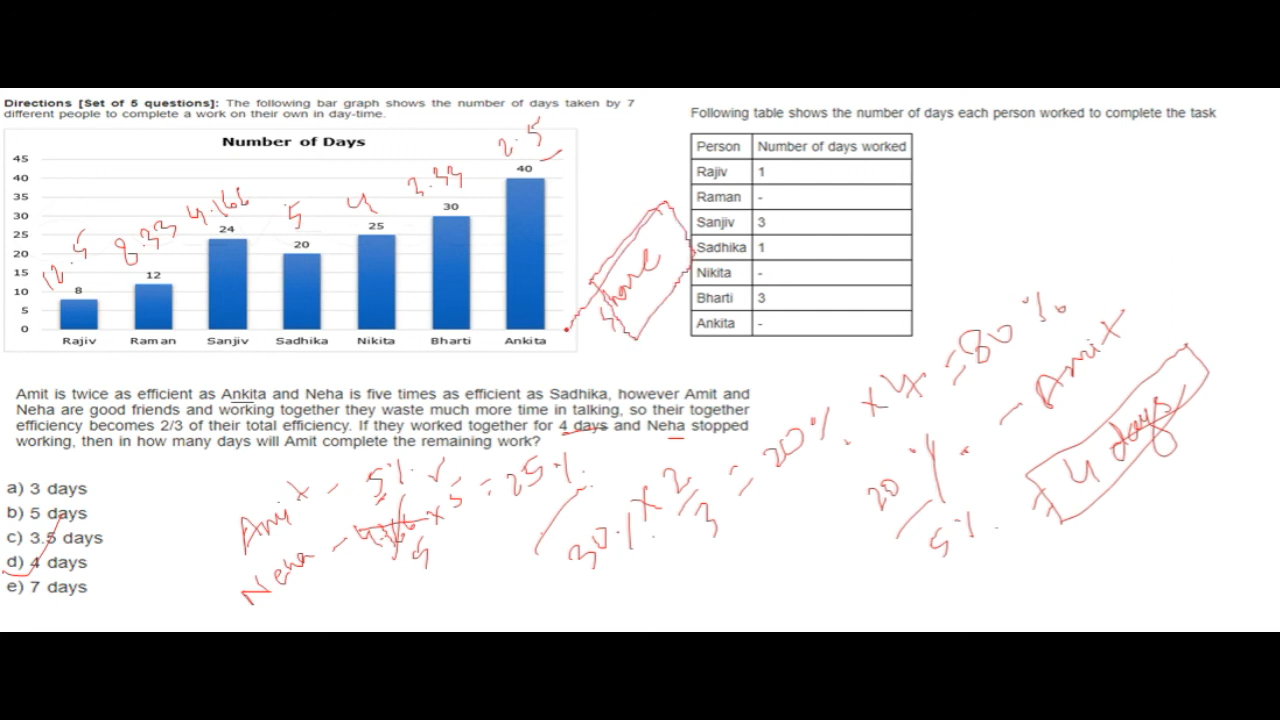 Directions [Set of 5 questions]: The following bar graph shows the number of days taken by 7
different people to complete a work on their own in day-time.
Number of Days
45
40
35
30
25
20
15
10
5
0
12.5
8.33
4.166
5
4
3.33
2.5
8
12
24
20
25
30
40
Rajiv Raman Sanjiv Sadhika Nikita Bharti Ankita
Following table shows the number of days each person worked to complete the task
Person Number of days worked
Rajiv 1
Raman -
Sanjiv 3
Sadhika 1
Nikita -
Bharti 3
Ankita -
Amit is twice as efficient as Ankita and Neha is five times as efficient as Sadhika, however Amit and
Neha are good friends and working together they waste much more time in talking, so their together
efficiency becomes 2/3 of their total efficiency. If they worked together for 4 days and Neha stopped
working, then in how many days will Amit complete the remaining work?
a) 3 days
b) 5 days
c) 3.5 days
d) 4 days
e) 7 days
Amit - 5%
Neha - 5 x 5 = 25%
30% x 2/3 = 20% x 4 = 80%
20% - Amit
5%
4 days